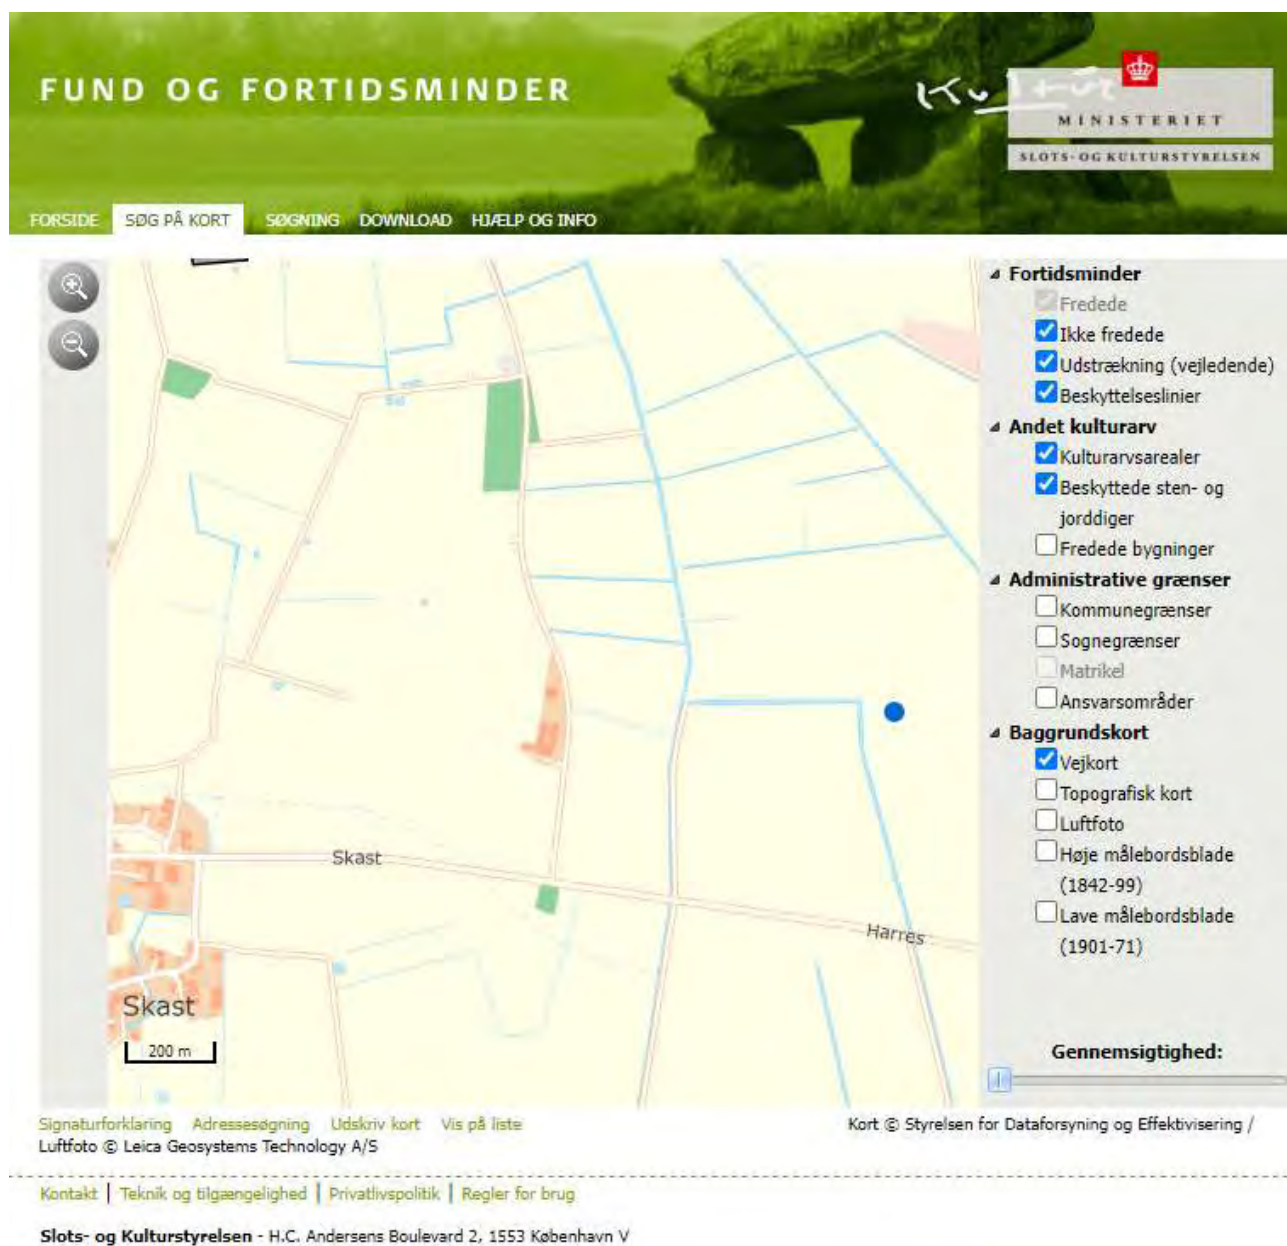 FUND OG FORTIDSMINDER
Kultur
MINISTERIET
SLOTS- OG KULTURSTYRELSEN
FORSIDE SØG PÅ KORT SØGNING DOWNLOAD HJÆLP OG INFO
Fortidsminder
Fredede
Ikke fredede
Udstrækning (vejledende)
Beskyttelseslinier
Andet kulturarv
Kulturarvsarealer
Beskyttede sten- og
jorddiger
Fredede bygninger
Administrative grænser
Kommunegrænser
Sognegrænser
Matrikel
Ansvarsområder
Baggrundskort
Vejkort
Topografisk kort
Luftfoto
Høje målebordsblade
(1842-99)
Lave målebordsblade
(1901-71)
Gennemsigtighed:
Skast
Harres
Skast
200 m
Signaturforklaring Adressesøgning Udskriv kort Vis på liste
Kort © Styrelsen for Dataforsyning og Effektivisering /
Luftfoto © Leica Geosystems Technology A/S
Kontakt | Teknik og tilgængelighed | Privatlivspolitik | Regler for brug
Slots- og Kulturstyrelsen - H.C. Andersens Boulevard 2, 1553 København V